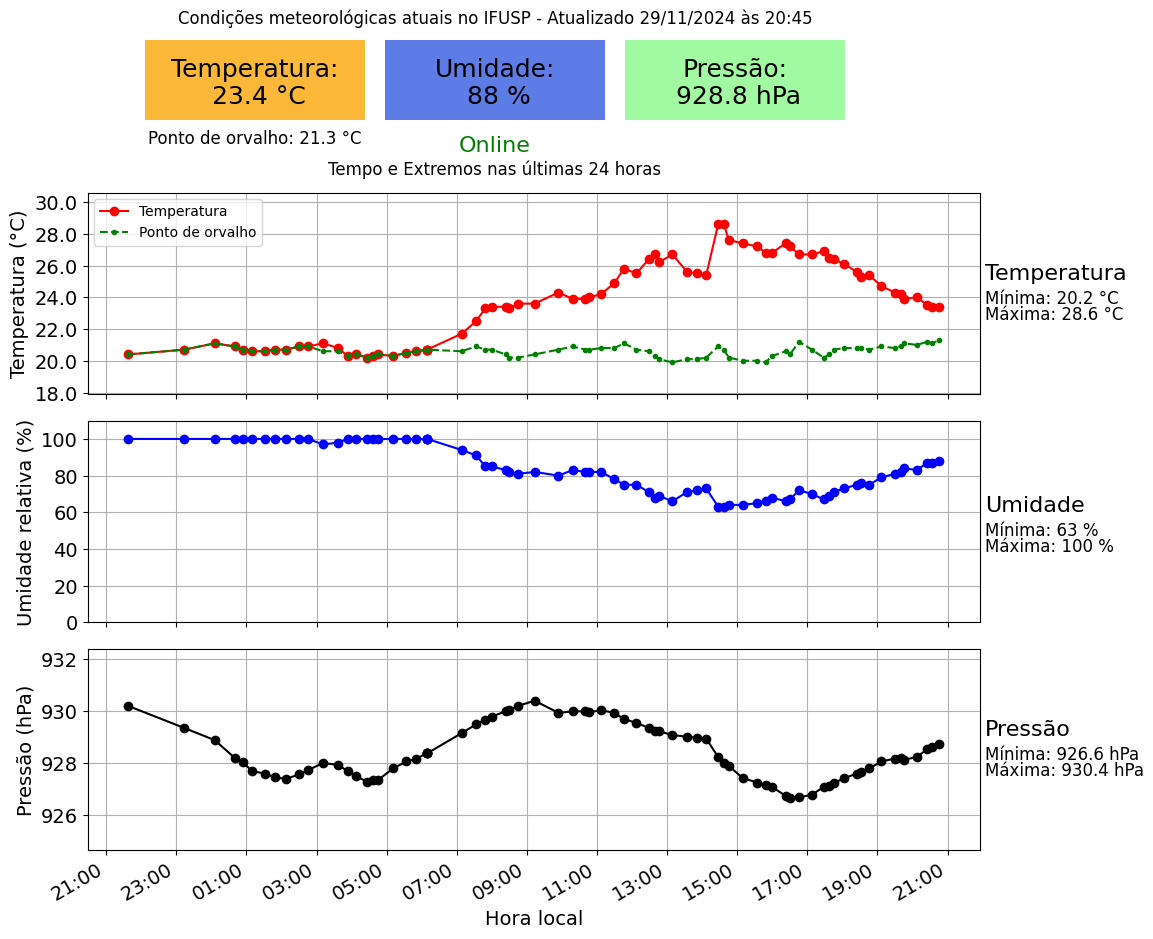 Condições meteorológicas atuais no IFUSP - Atualizado 29/11/2024 às 20:45
Temperatura:
23.4 °C
Umidade:
88 %
Pressão:
928.8 hPa
Ponto de orvalho: 21.3 °C
Online
Tempo e Extremos nas últimas 24 horas
Temperatura (°C)
30.0
28.0
26.0
24.0
22.0
20.0
18.0
Temperatura
Ponto de orvalho
Temperatura
Mínima: 20.2 °C
Máxima: 28.6 °C
Umidade relativa (%)
100
80
60
40
20
0
Umidade
Mínima: 63 %
Máxima: 100 %
Pressão (hPa)
932
930
928
926
Pressão
Mínima: 926.6 hPa
Máxima: 930.4 hPa
21:00
23:00
01:00
03:00
05:00
07:00
09:00
11:00
13:00
15:00
17:00
19:00
21:00
Hora local